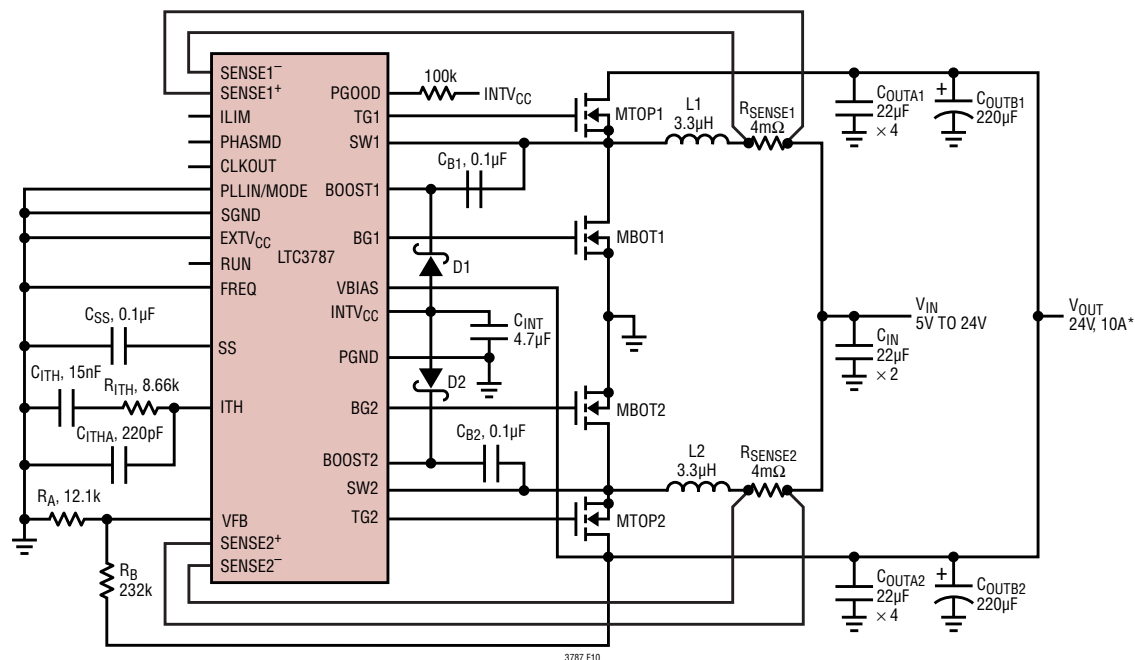 SENSE1−
SENSE1+
ILIM
PHASMD
CLKOUT
PLLIN/MODE
SGND
EXTVCC
RUN
FREQ
SS
ITH
VFB
SENSE2+
SENSE2−
LTC3787
PGOOD
TG1
SW1
BOOST1
BG1
VBIAS
INTVCC
PGND
BG2
BOOST2
SW2
TG2
100k
INTVCC
CB1, 0.1µF
D1
CINT
4.7µF
D2
CB2, 0.1µF
MTOP1
MBOT1
MBOT2
MTOP2
L1
3.3µH
RSENSE1
4mΩ
L2
3.3µH
RSENSE2
4mΩ
COUTA1
22µF
× 4
+
COUTB1
220µF
VIN
5V TO 24V
CIN
22µF
× 2
VOUT
24V, 10A*
COUTA2
22µF
× 4
+
COUTB2
220µF
CSS, 0.1µF
CITH, 15nF
RITH, 8.66k
CITHA, 220pF
RA, 12.1k
RB
232k
3787 F10